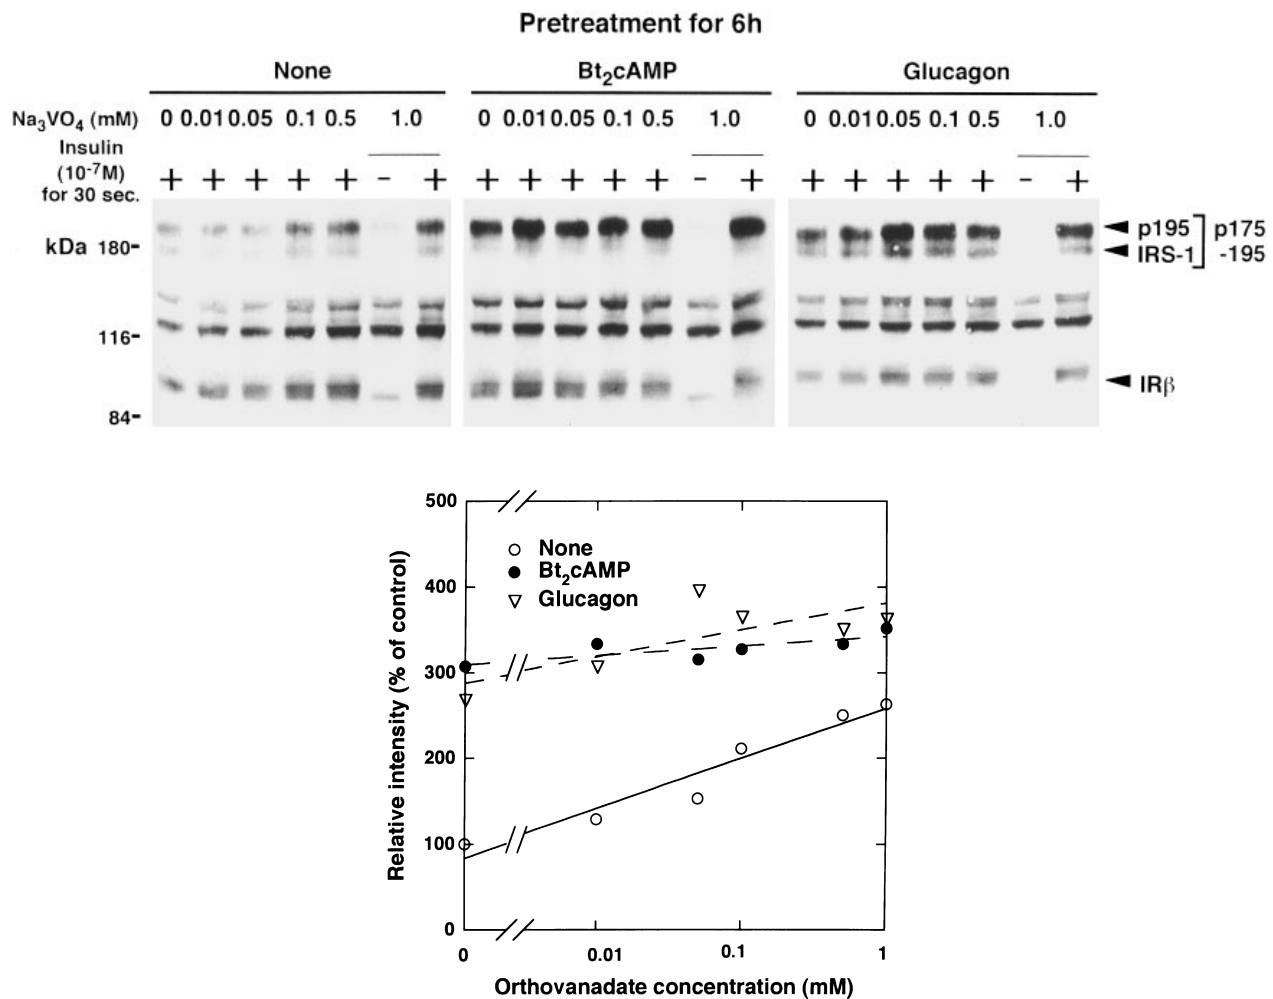 Pretreatment for 6h
None Bt2cAMP Glucagon
Na3VO4 (mM) 0 0.01 0.05 0.1 0.5 1.0 0 0.01 0.05 0.1 0.5 1.0 0 0.01 0.05 0.1 0.5 1.0
Insulin
(10-7M) + + + + + - + + + + + + - + + + + + + - +
for 30 sec.
p195 p175
kDa 180-
IRS-1 -195
116-
IRβ
84-
500
None
Bt2cAMP
400
Glucagon
300
200
100
0
Relative intensity (% of control)
0 0.01 0.1 1
Orthovanadate concentration (mM)